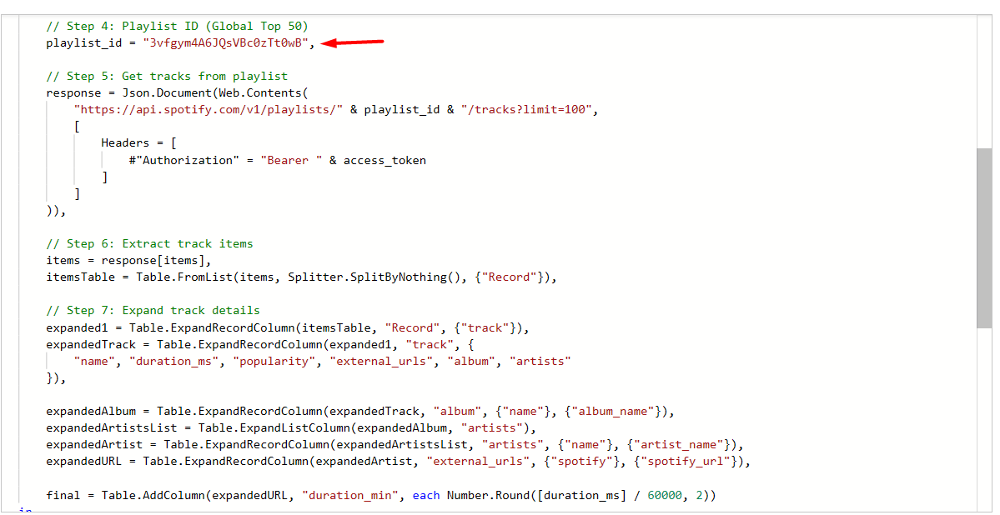 // Step 4: Playlist ID (Global Top 50)
playlist_id = "3vfgym4A6JQsVBc0zTt0wB",
// Step 5: Get tracks from playlist
response = Json.Document(Web.Contents(
"https://api.spotify.com/v1/playlists/" & playlist_id & "/tracks?limit=100",
[
Headers = [
#"Authorization" = "Bearer " & access_token
]
]
)),
// Step 6: Extract track items
items = response[items],
itemsTable = Table.FromList(items, Splitter.SplitByNothing(), {"Record"}),
// Step 7: Expand track details
expanded1 = Table.ExpandRecordColumn(itemsTable, "Record", {"track"}),
expandedTrack = Table.ExpandRecordColumn(expanded1, "track", {
"name", "duration_ms", "popularity", "external_urls", "album", "artists"
}),
expandedAlbum = Table.ExpandRecordColumn(expandedTrack, "album", {"name"}, {"album_name"}),
expandedArtistsList = Table.ExpandListColumn(expandedAlbum, "artists"),
expandedArtist = Table.ExpandRecordColumn(expandedArtistsList, "artists", {"name"}, {"artist_name"}),
expandedURL = Table.ExpandRecordColumn(expandedArtist, "external_urls", {"spotify"}, {"spotify_url"}),
final = Table.AddColumn(expandedURL, "duration_min", each Number.Round([duration_ms] / 60000, 2))
in